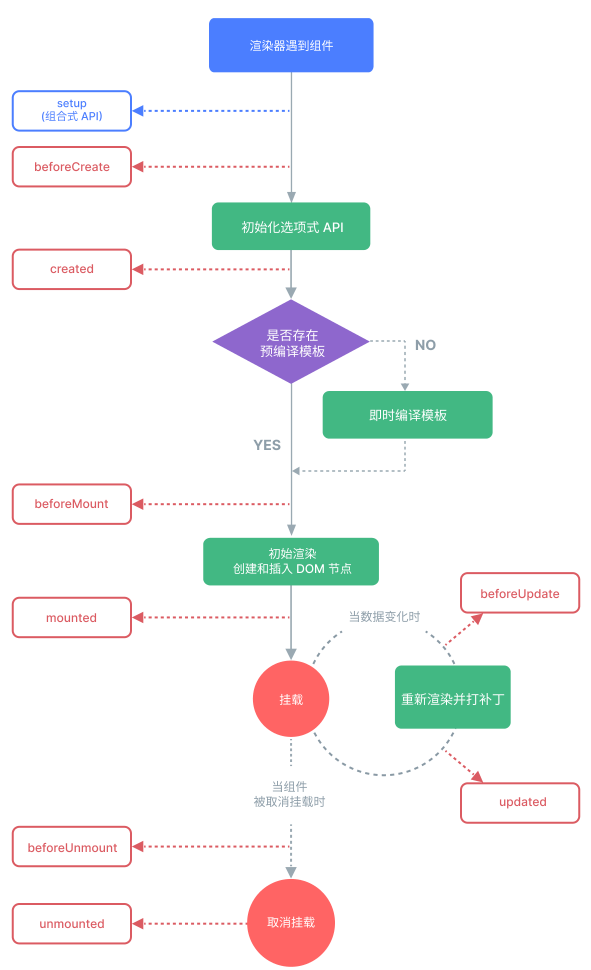 渲染器遇到组件
setup
(组合式 API)
beforeCreate
初始化选项式 API
created
是否存在
预编译模板
NO
即时编译模板
YES
beforeMount
初始渲染
创建和插入 DOM 节点
beforeUpdate
mounted
当数据变化时
挂载
重新渲染并打补丁
当组件
被取消挂载时
updated
beforeUnmount
取消挂载
unmounted